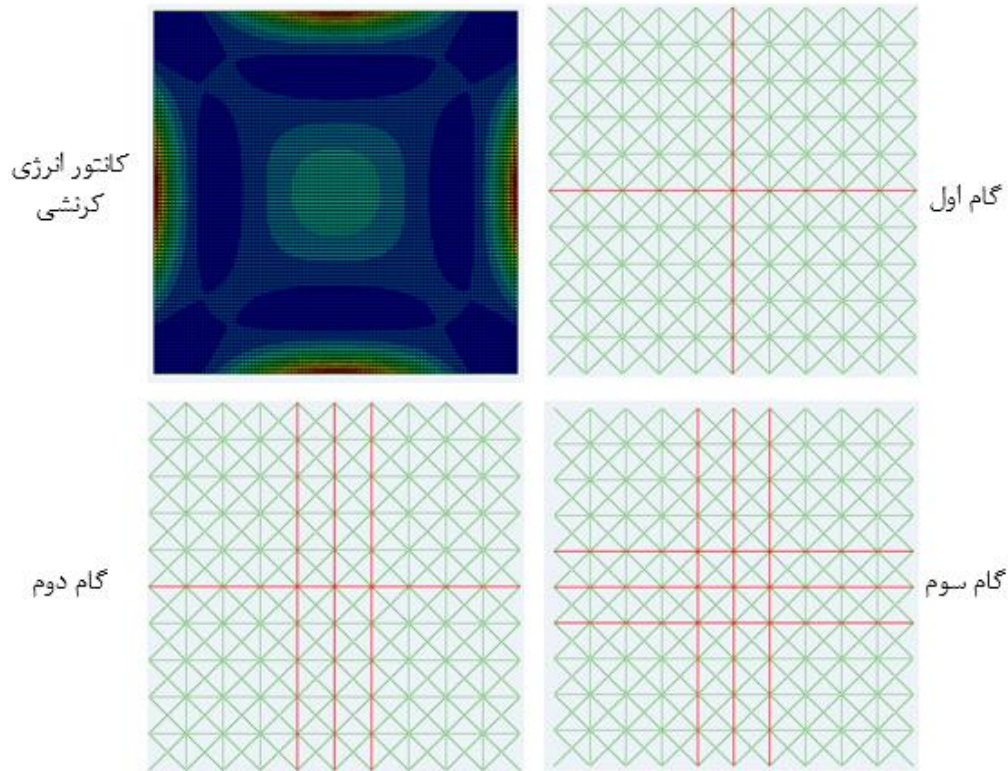 کانتور انرژی
کرنشی
گام اول
گام دوم
گام سوم